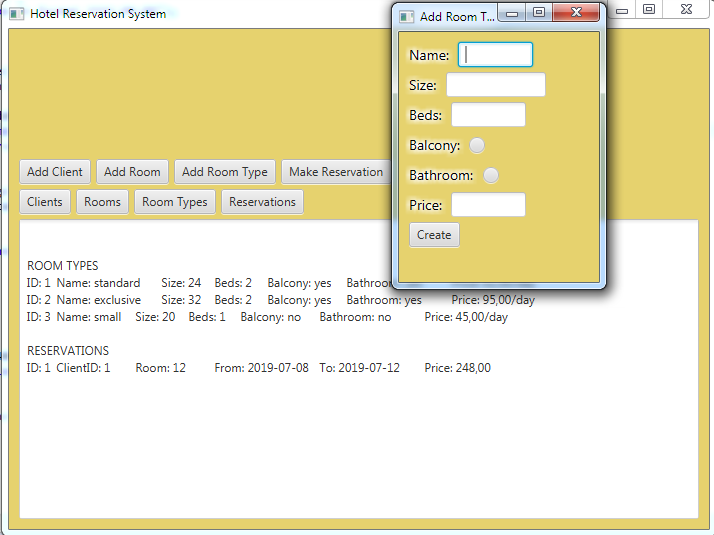 Hotel Reservation System
Add Room T...
Name:
Size:
Beds:
Balcony:
Bathroom:
Price:
Create
Add Client Add Room Add Room Type Make Reservation
Clients Rooms Room Types Reservations
ROOM TYPES
ID: 1 Name: standard Size: 24 Beds: 2 Balcony: yes
ID: 2 Name: exclusive Size: 32 Beds: 2 Balcony: yes Bathroom: yes Price: 95,00/day
ID: 3 Name: small Size: 20 Beds: 1 Balcony: no Bathroom: no Price: 45,00/day
RESERVATIONS
ID: 1 ClientID: 1 Room: 12 From: 2019-07-08 To: 2019-07-12 Price: 248,00